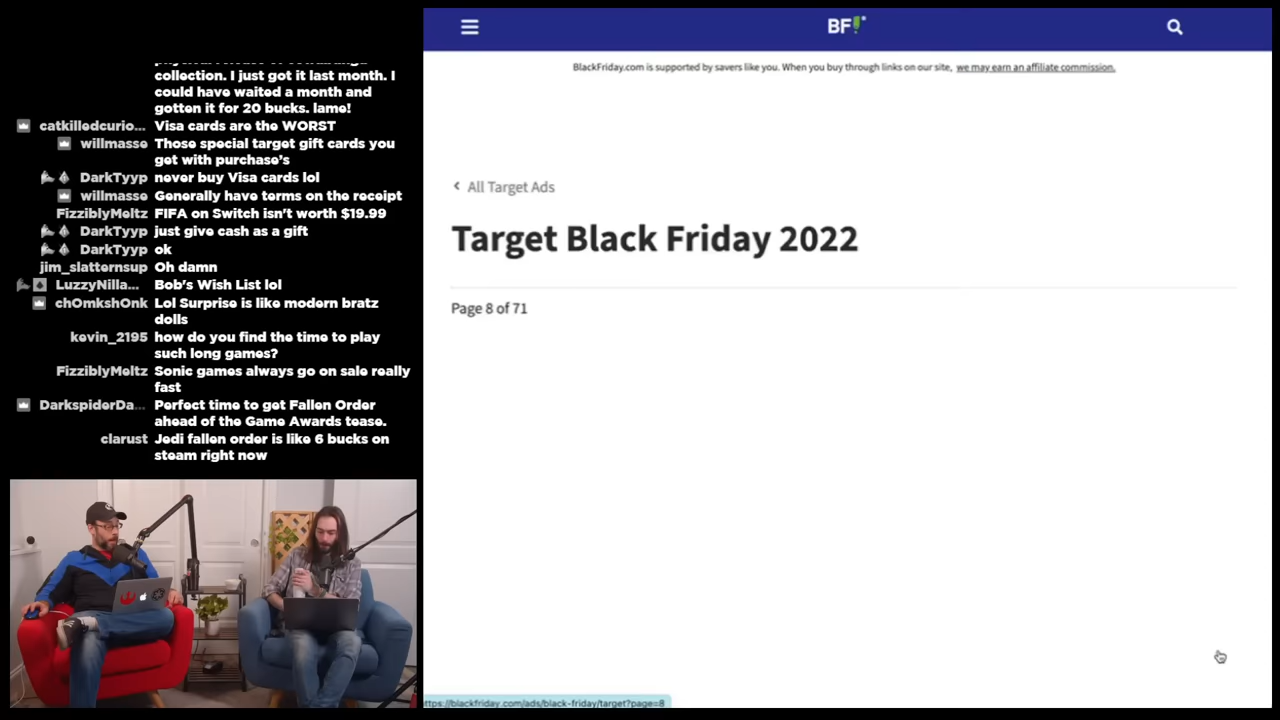 collection. I just got it last month. I
could have waited a month and
gotten it for 20 bucks. lame!
catkilledcurio... Visa cards are the WORST
willmasse Those special target gift cards you
get with purchase's
DarkTyyp never buy Visa cards lol
willmasse Generally have terms on the receipt
FizziblyMeltz FIFA on Switch isn't worth $19.99
DarkTyyp just give cash as a gift
DarkTyyp ok
jim_slatternsup Oh damn
LuzzyNilla... Bob's Wish List lol
chOmkshOnk Lol Surprise is like modern bratz
dolls
kevin_2195 how do you find the time to play
such long games?
FizziblyMeltz Sonic games always go on sale really
fast
DarkspiderDa... Perfect time to get Fallen Order
ahead of the Game Awards tease.
clarust Jedi fallen order is like 6 bucks on
steam right now
BF!
BlackFriday.com is supported by savers like you. When you buy through links on our site, we may earn an affiliate commission.
All Target Ads
Target Black Friday 2022
Page 8 of 71
https://blackfriday.com/ads/black-friday/target?page=8